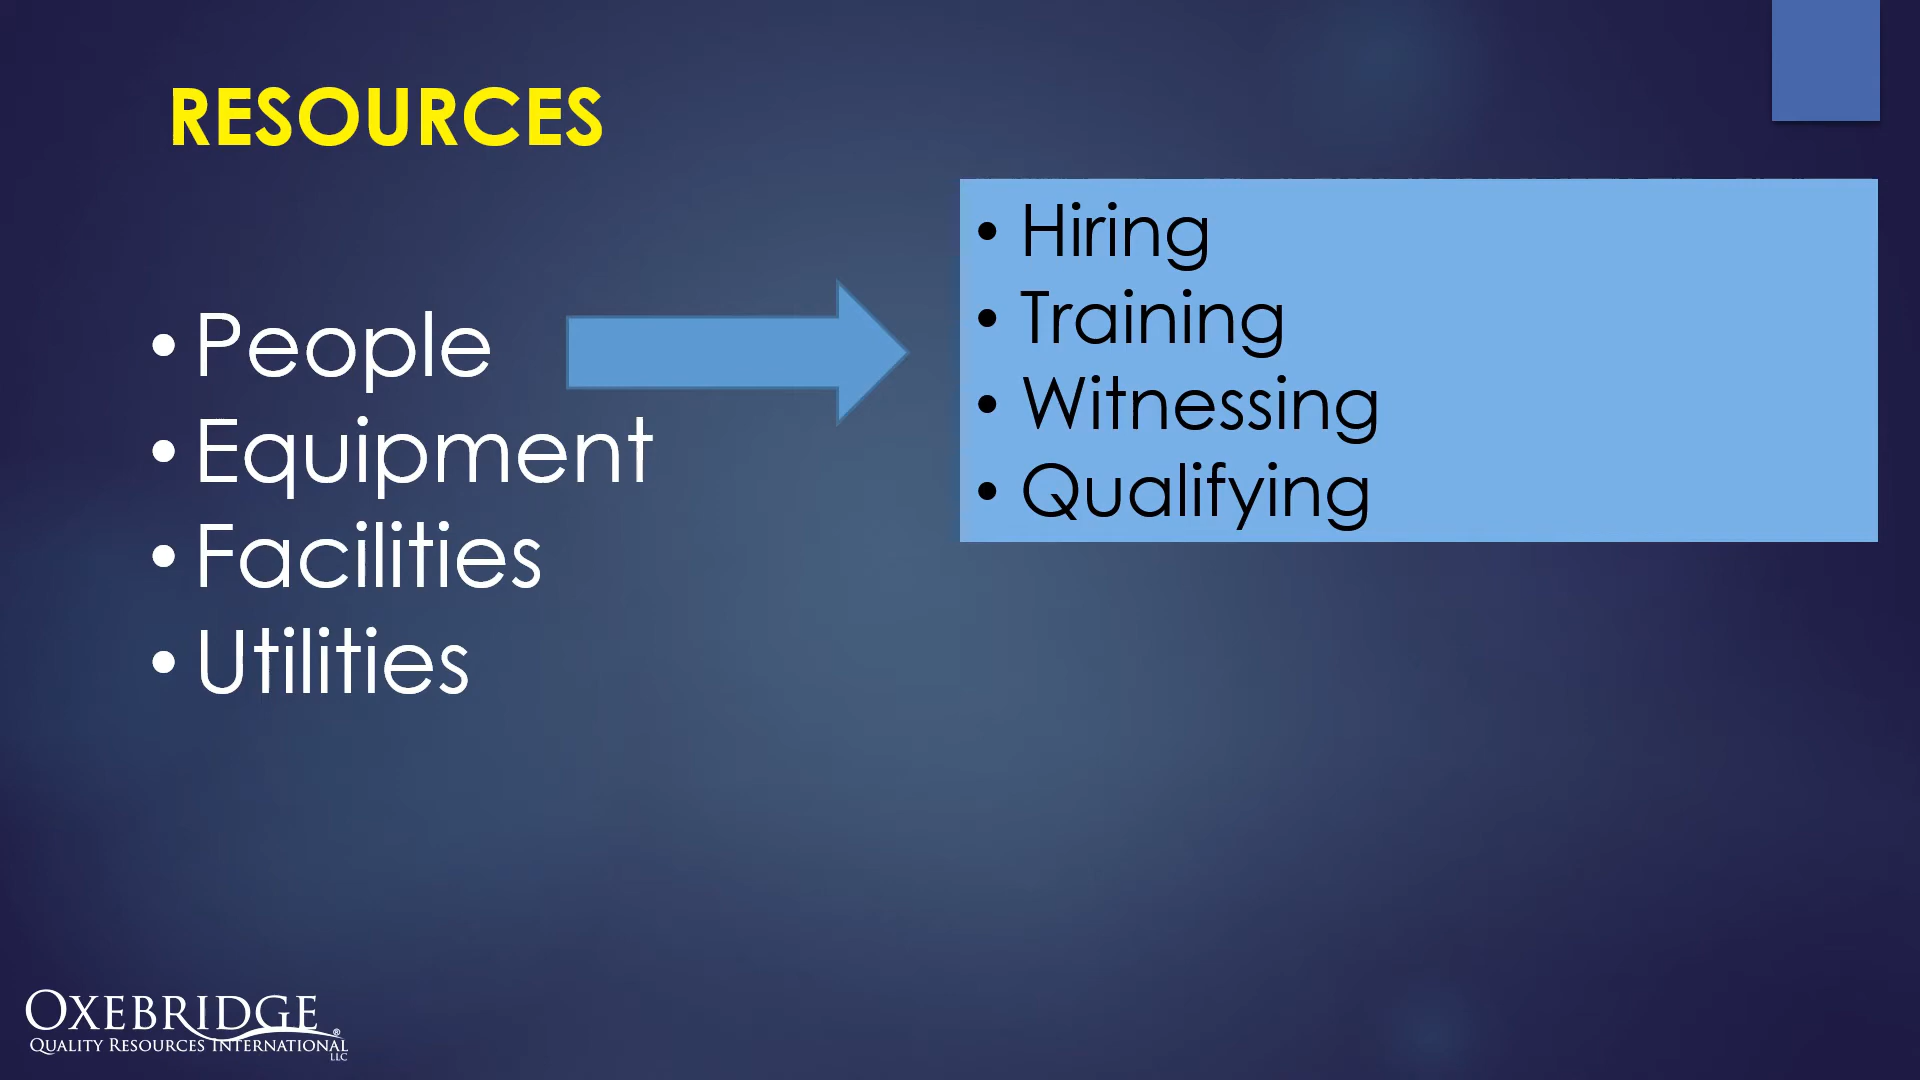 RESOURCES
• People
• Equipment
• Facilities
• Utilities
• Hiring
• Training
• Witnessing
• Qualifying
OXEBRIDGE®
QUALITY RESOURCES INTERNATIONAL
LLC